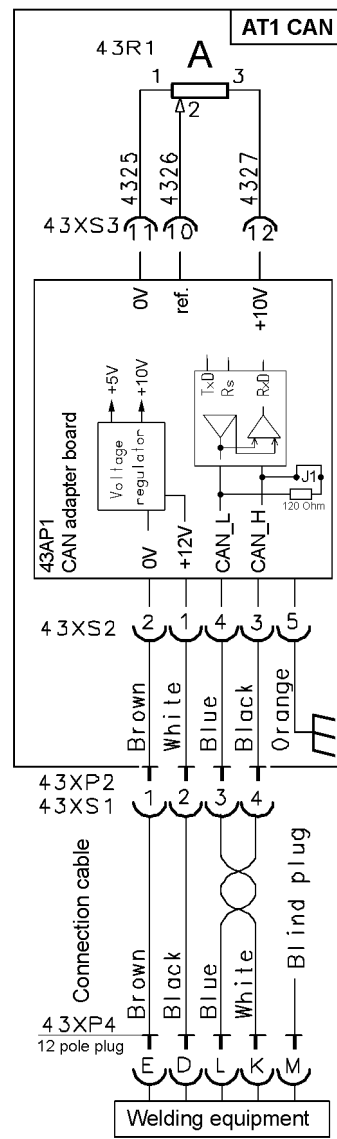 AT1 CAN
43R1
A
1 3
2
4325 4326 4327
43XS3
11 10 12
0V ref. +10V
TxD Rs RxD
+5V +10V
Voltage regulator
J1
120 Ohm
43AP1
CAN adapter board
0V +12V CAN_L CAN_H
43XS2
2 1 4 3 5
Brown White Blue Black Orange
43XP2
43XS1
1 2 3 4
Connection cable
Brown Black Blue White Blind plug
43XP4
12 pole plug
E D L K M
Welding equipment